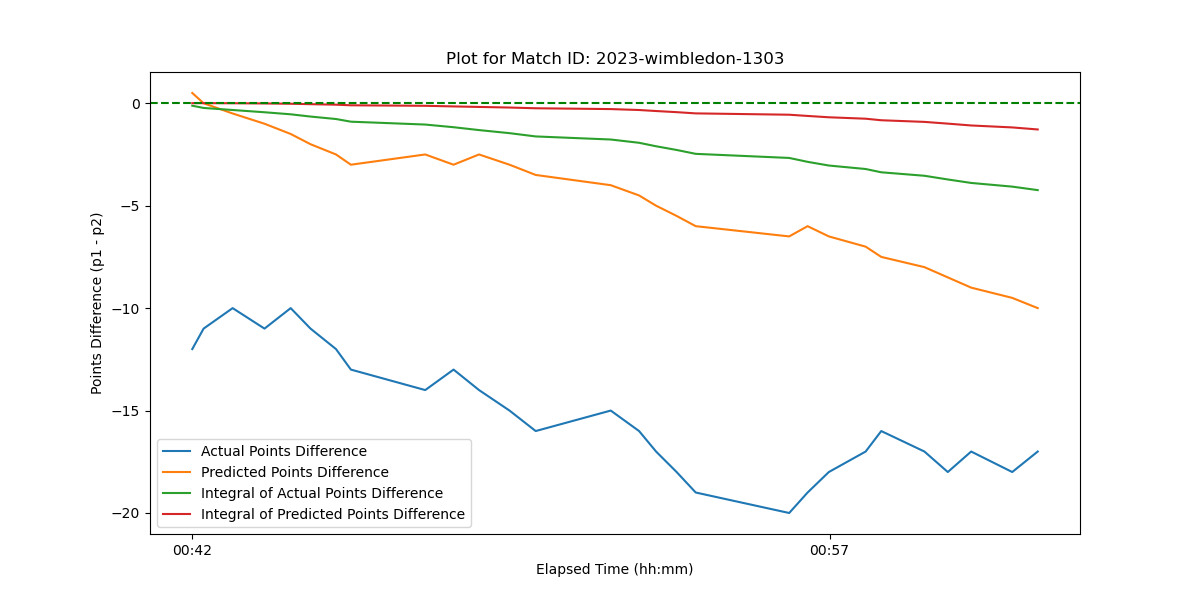 Plot for Match ID: 2023-wimbledon-1303
Points Difference (p1 - p2)
0
−5
−10
−15
−20
Actual Points Difference
Predicted Points Difference
Integral of Actual Points Difference
Integral of Predicted Points Difference
00:42
00:57
Elapsed Time (hh:mm)